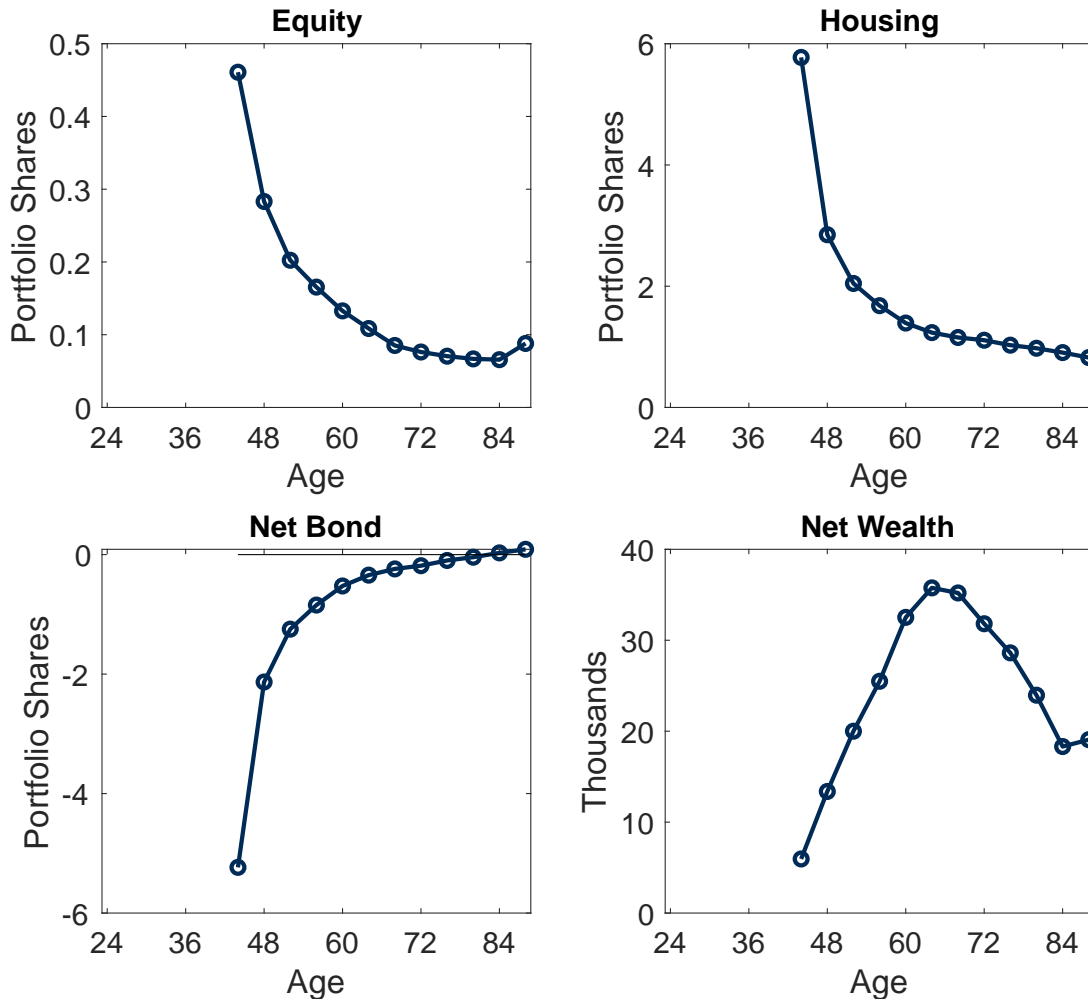 Equity
Portfolio Shares
0.5
0.4
0.3
0.2
0.1
0
24 36 48 60 72 84
Age
Housing
Portfolio Shares
6
4
2
0
24 36 48 60 72 84
Age
Net Bond
Portfolio Shares
0
-2
-4
-6
24 36 48 60 72 84
Age
Net Wealth
Thousands
40
30
20
10
0
24 36 48 60 72 84
Age